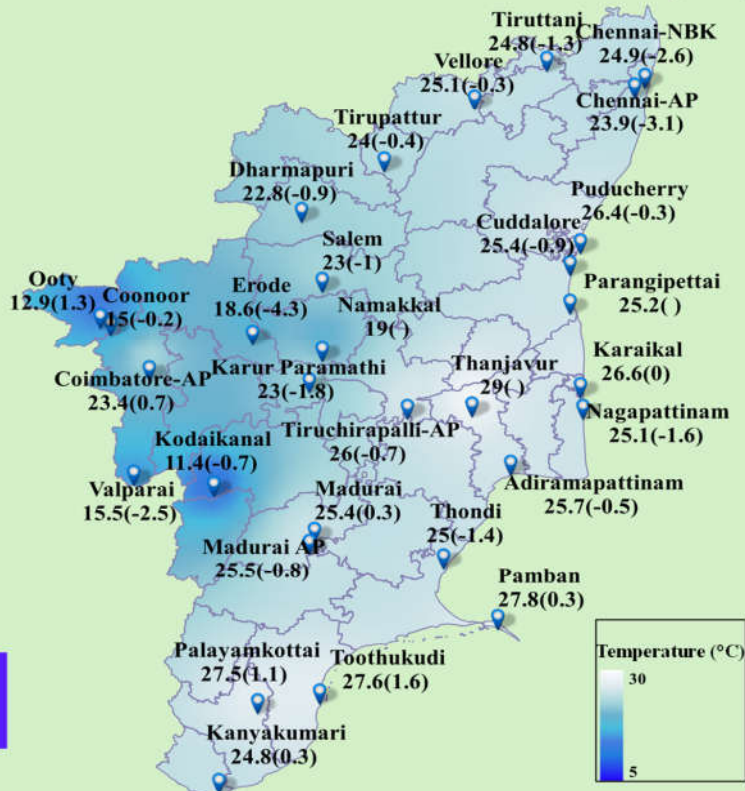 Tiruttani
24.8(-1.3)
Chennai-NBK
24.9(-2.6)
Vellore
25.1(-0.3)
Chennai-AP
23.9(-3.1)
Tirupattur
24(-0.4)
Dharmapuri
22.8(-0.9)
Puducherry
26.4(-0.3)
Cuddalore
25.4(-0.9)
Salem
23(-1)
Ooty
12.9(1.3)
Coonoor
15(-0.2)
Erode
18.6(-4.3)
Namakkal
19( )
Parangipettai
25.2( )
Karur Paramathi
23(-1.8)
Thanjavur
29( )
Karaikal
26.6(0)
Coimbatore-AP
23.4(0.7)
Nagapattinam
25.1(-1.6)
Tiruchirapalli-AP
26(-0.7)
Kodaikanal
11.4(-0.7)
Valparai
15.5(-2.5)
Madurai
25.4(0.3)
Adiramapattinam
25.7(-0.5)
Thondi
25(-1.4)
Madurai AP
25.5(-0.8)
Pamban
27.8(0.3)
Palayamkottai
27.5(1.1)
Toothukudi
27.6(1.6)
Kanyakumari
24.8(0.3)
Temperature (°C)
30
5